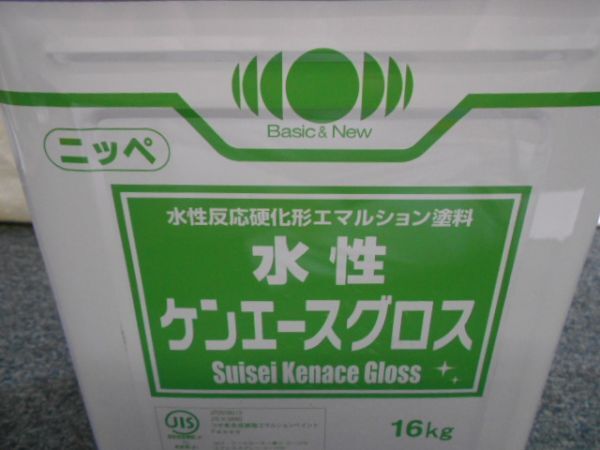 Basic & New
ニッペ
水性反応硬化形エマルション塗料
水性
ケンエースグロス
Suisei Kenace Gloss
JIS
16kg